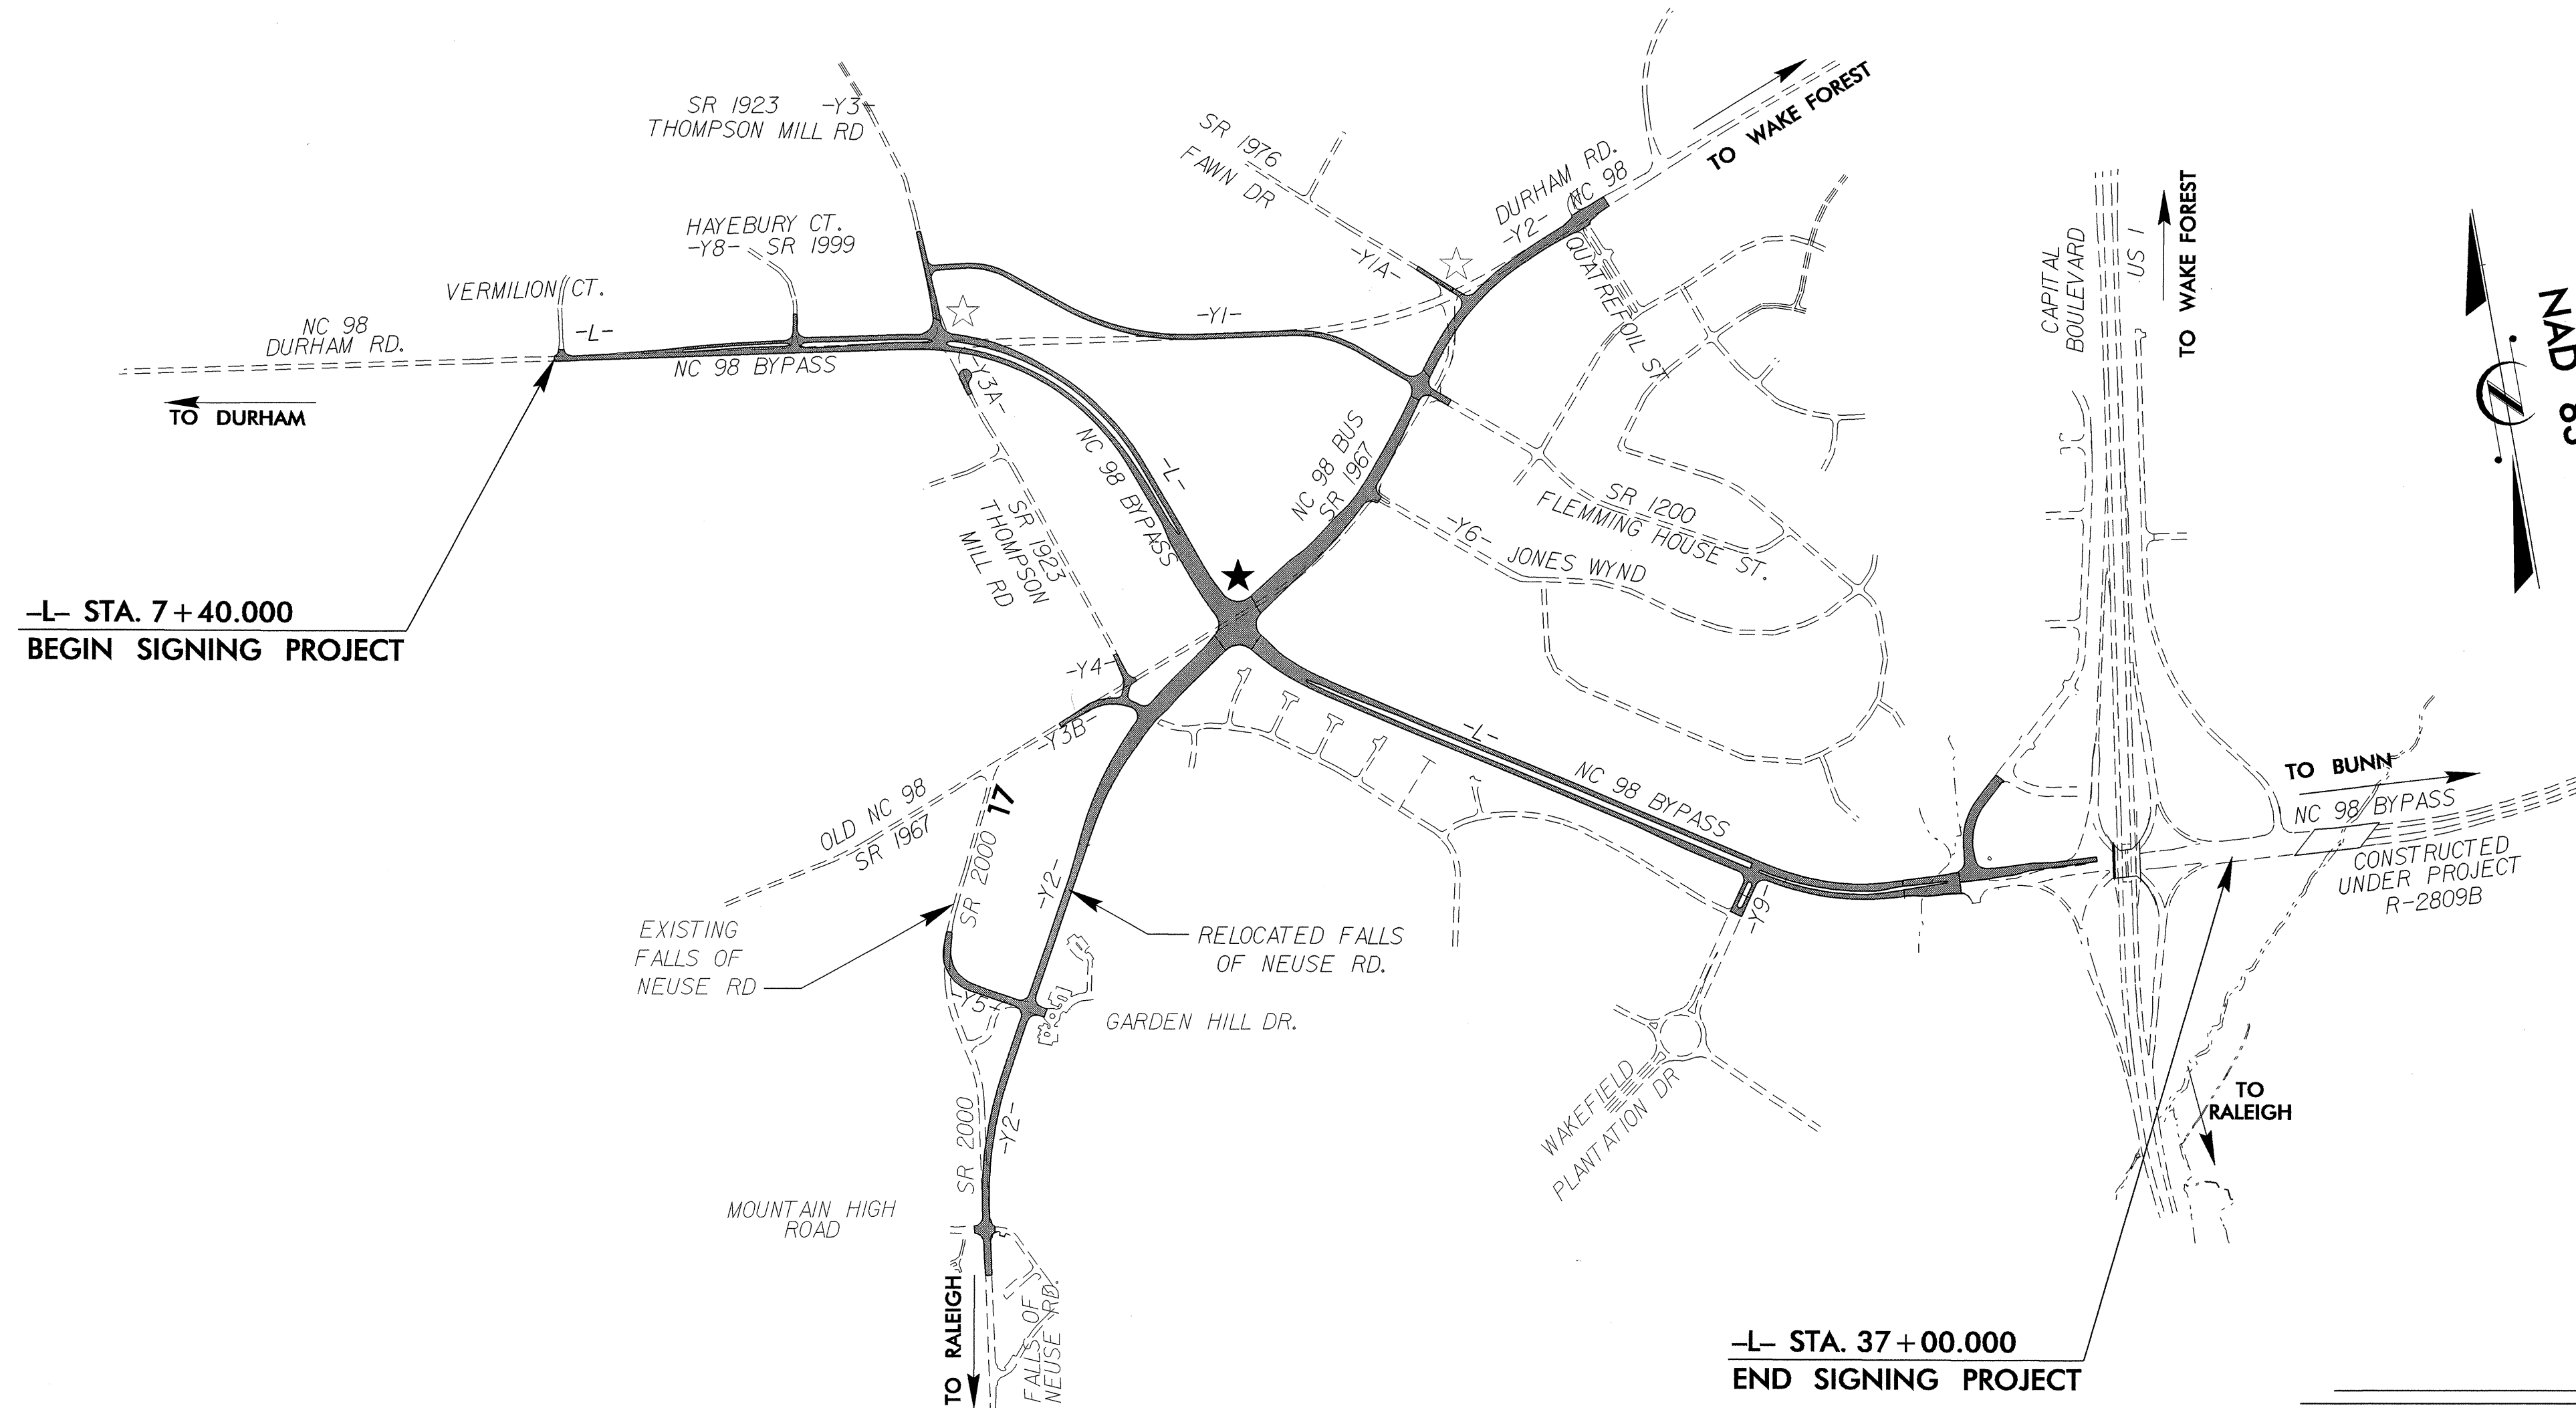 SR 1923 -Y3-
THOMPSON MILL RD
HAYEBURY CT.
-Y8- SR 1999
VERMILION CT.
-L-
NC 98
DURHAM RD.
NC 98 BYPASS
TO DURHAM
-L- STA. 7+40.000
BEGIN SIGNING PROJECT
SR 1976
FAWN DR
-Y1A-
DURHAM RD.
NC 98
-Y2-
TO WAKE FOREST
QUATREFOIL ST
-Y1-
-Y3A-
NC 98 BYPASS
-L-
SR 1923
THOMPSON
MILL RD
NC 98 BUS
SR 1967
SR 1200
FLEMMING HOUSE ST.
-Y6-
JONES WYND
CAPITAL
BOULEVARD
US 1
TO WAKE FOREST
NAD 83
-Y4-
-Y3B-
OLD NC 98
SR 1967
SR 2000
17
-Y2-
EXISTING
FALLS OF
NEUSE RD
RELOCATED FALLS
OF NEUSE RD.
-Y5-
GARDEN HILL DR.
SR 2000
-Y2-
MOUNTAIN HIGH
ROAD
TO RALEIGH
FALLS OF
NEUSE RD.
-L-
NC 98 BYPASS
-Y9-
WAKEFIELD
PLANTATION DR
TO BUNN
NC 98 BYPASS
CONSTRUCTED
UNDER PROJECT
R-2809B
TO
RALEIGH
-L- STA. 37+00.000
END SIGNING PROJECT